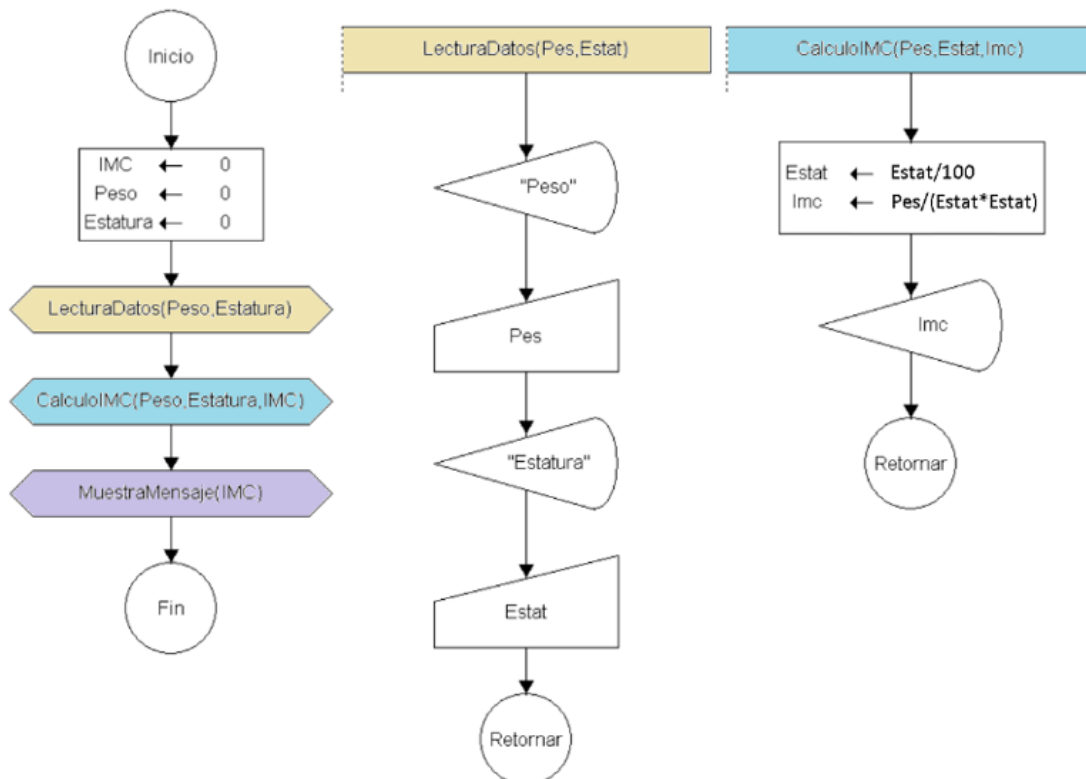 Inicio
IMC ← 0
Peso ← 0
Estatura ← 0
LecturaDatos(Peso,Estatura)
CalculoIMC(Peso,Estatura,IMC)
MuestraMensaje(IMC)
Fin
LecturaDatos(Pes,Estat)
"Peso"
Pes
"Estatura"
Estat
Retornar
CalculoIMC(Pes,Estat,Imc)
Estat ← Estat/100
Imc ← Pes/(Estat*Estat)
Imc
Retornar